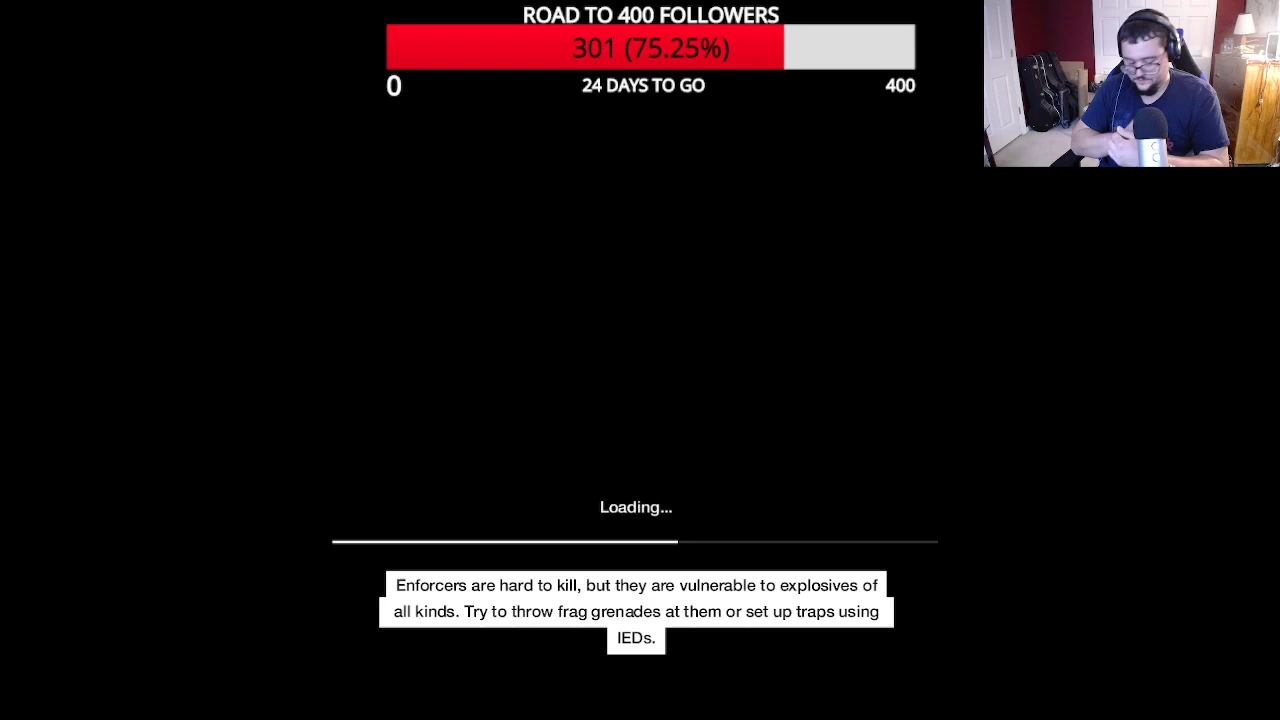 ROAD TO 400 FOLLOWERS
301 (75.25%)
0 24 DAYS TO GO 400
Loading...
Enforcers are hard to kill, but they are vulnerable to explosives of
all kinds. Try to throw frag grenades at them or set up traps using
IEDs.